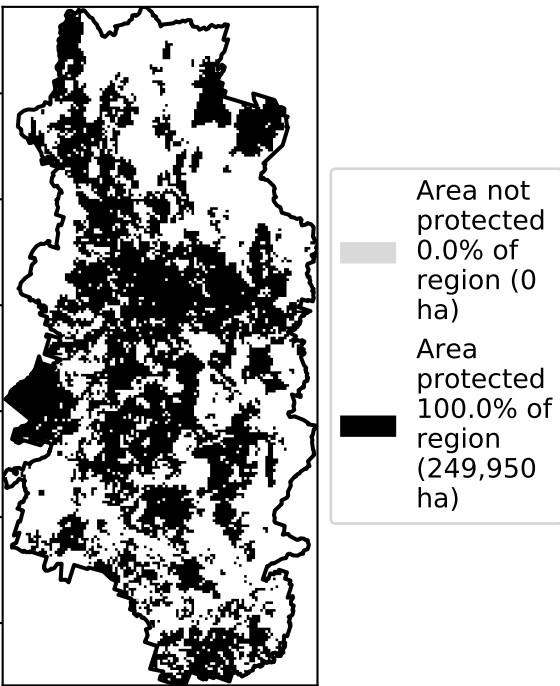 Area not
protected
0.0% of
region (0
ha)
Area
protected
100.0% of
region
(249,950
ha)